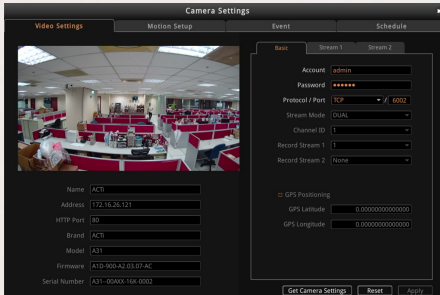 Camera Settings
Video Settings
Motion Setup
Event
Schedule
Basic
Stream 1
Stream 2
Account admin
Password ••••••
Protocol / Port TCP / 6002
Stream Mode DUAL
Channel ID 1
Record Stream 1 1
Record Stream 2 None
GPS Positioning
GPS Latitude 0.00000000000000
GPS Longitude 0.00000000000000
Name ACTi
Address 172.16.26.121
HTTP Port 80
Brand ACTi
Model A31
Firmware A1D-900-A2.03.07-AC
Serial Number A31--00AXX-16K-0002
Get Camera Settings
Reset
Apply